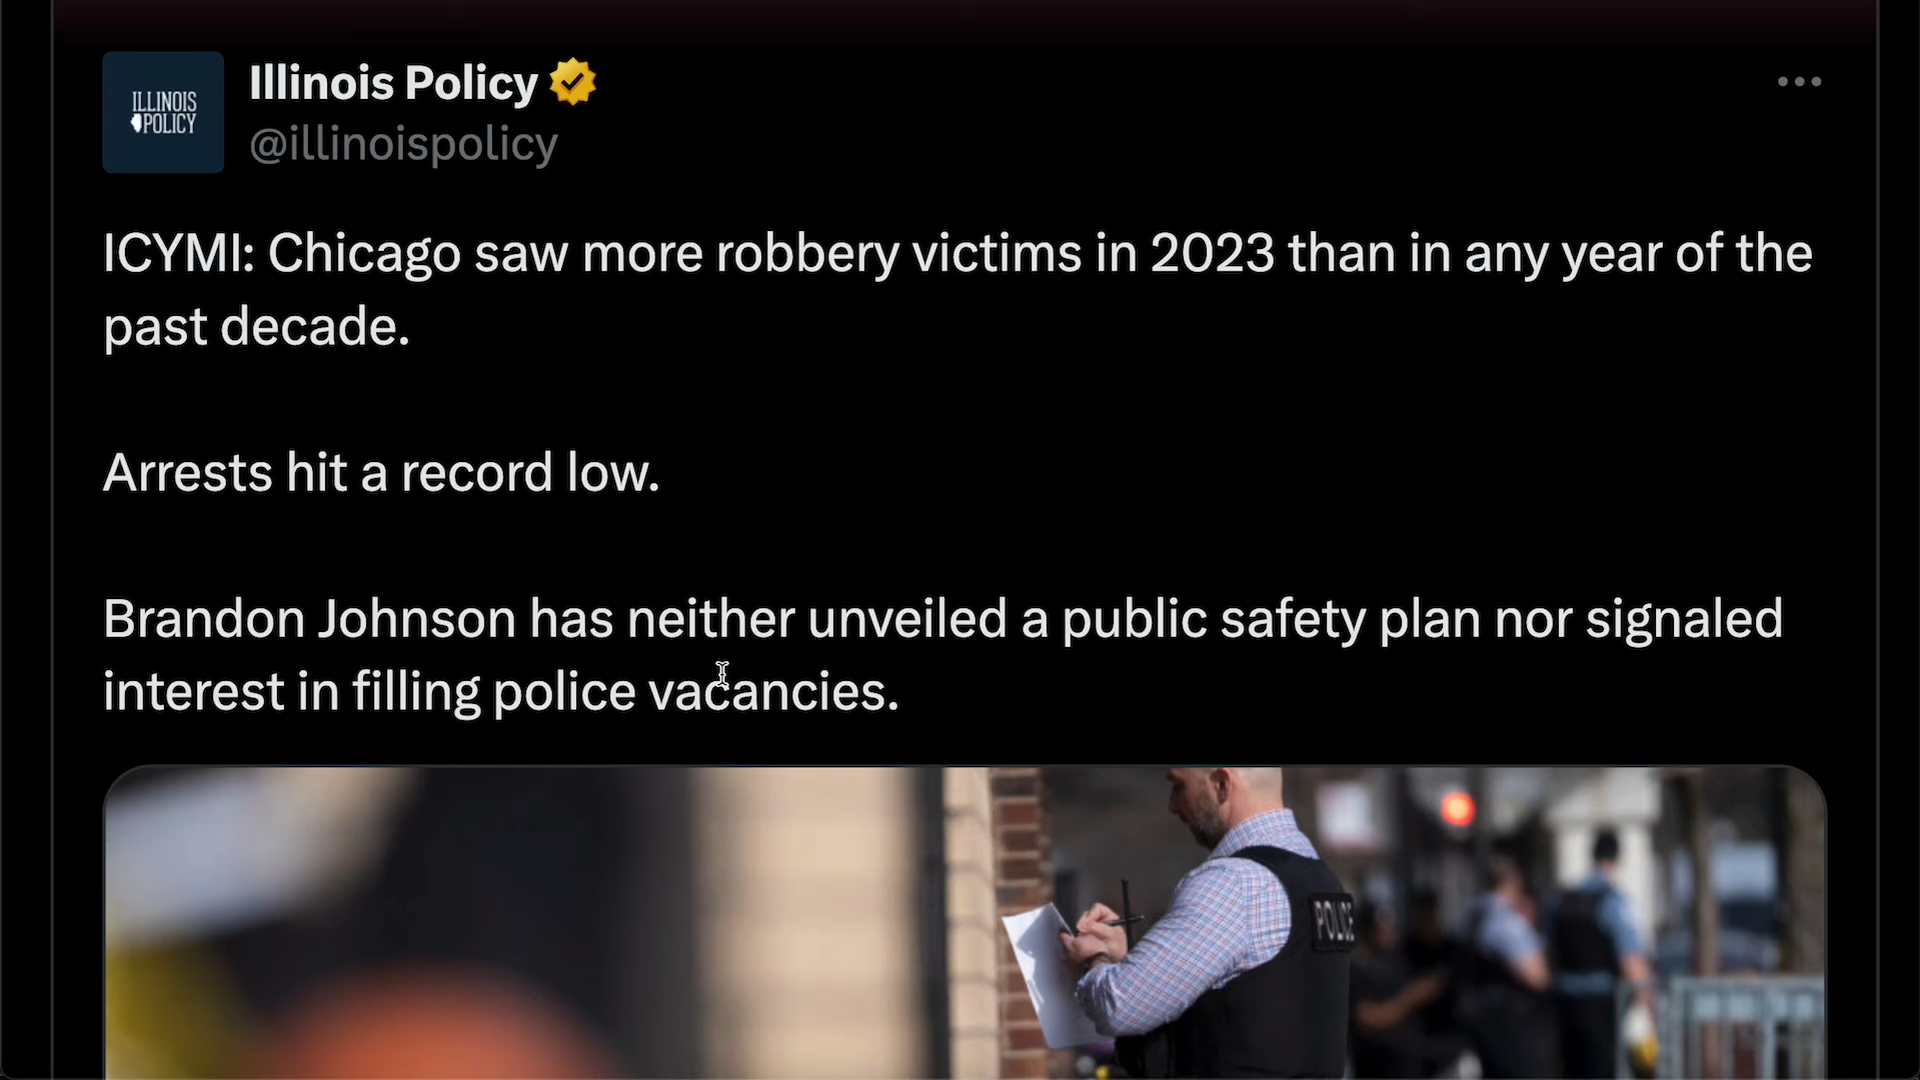 ILLINOIS
POLICY
Illinois Policy
@illinoispolicy
ICYMI: Chicago saw more robbery victims in 2023 than in any year of the
past decade.
Arrests hit a record low.
Brandon Johnson has neither unveiled a public safety plan nor signaled
interest in filling police vacancies.
POLICE